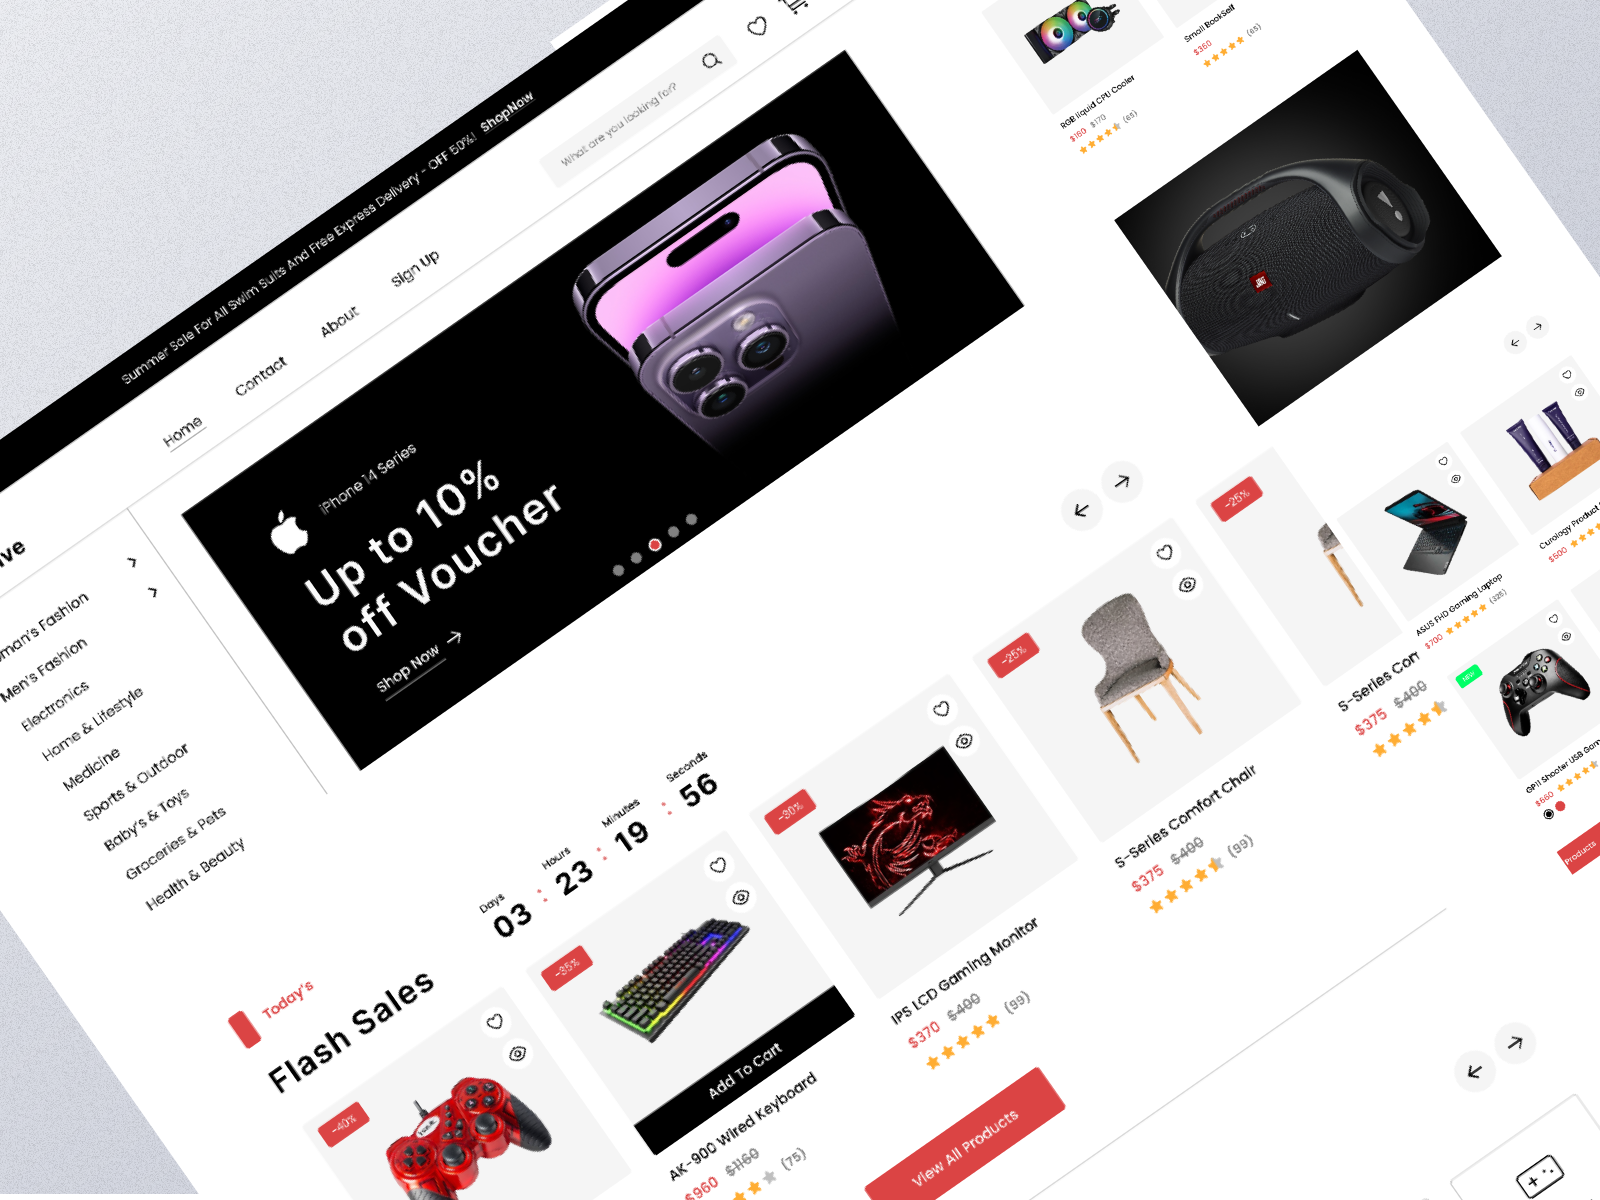 Summer Sale For All Swim Suits And Free Express Delivery - OFF 50%! ShopNow
Home
Contact
About
Sign Up
What are you looking for?
Men's Fashion
Electronics
Home & Lifestyle
Medicine
Sports & Outdoor
Baby's & Toys
Groceries & Pets
Health & Beauty
iPhone 14 Series
Up to 10%
off Voucher
Shop Now
Today's
Flash Sales
Days
03
:
Hours
23
:
Minutes
19
:
Seconds
56
-40%
-35%
Add To Cart
AK-900 Wired Keyboard
$960 $1160
(75)
-30%
IPS LCD Gaming Monitor
$370 $400
(99)
-25%
S-Series Comfort Chair
$375 $400
(99)
-25%
S-Series
$375 $400
View All Products
RGB liquid CPU Cooler
$160 $170
(65)
Small BookSelf
$360
(65)
JBL
ASUS FHD Gaming Laptop
$700
(325)
Curology Product
$500
NEW
GP11 Shooter USB
$660
Products